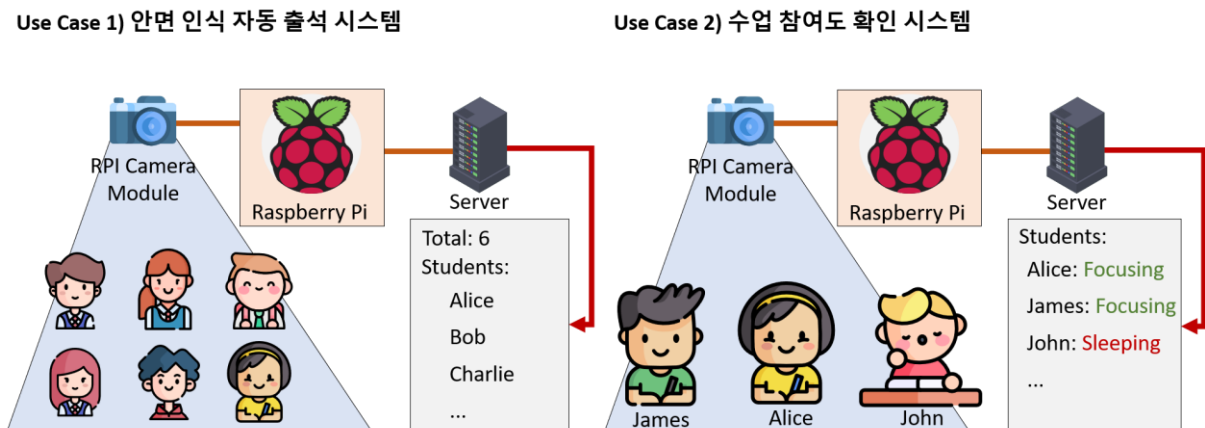 Use Case 1) 안면 인식 자동 출석 시스템
RPI Camera
Module
Raspberry Pi
Server
Total: 6
Students:
Alice
Bob
Charlie
...
Use Case 2) 수업 참여도 확인 시스템
RPI Camera
Module
Raspberry Pi
Server
Students:
Alice: Focusing
James: Focusing
John: Sleeping
...
James
Alice
John